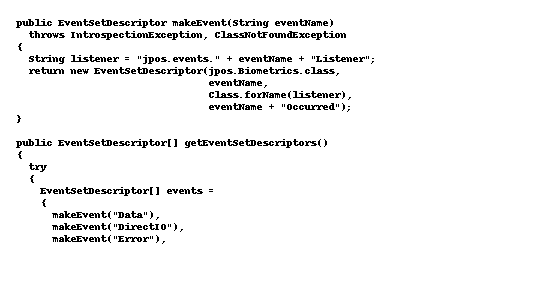 public EventSetDescriptor makeEvent(String eventName)
  throws IntrospectionException, ClassNotFoundException
{
  String listener = "jpos.events." + eventName + "Listener";
  return new EventSetDescriptor(jpos.Biometrics.class,
                                eventName,
                                Class.forName(listener),
                                eventName + "Occurred");
}

public EventSetDescriptor[] getEventSetDescriptors()
{
  try
  {
    EventSetDescriptor[] events =
    {
      makeEvent("Data"),
      makeEvent("DirectIO"),
      makeEvent("Error"),